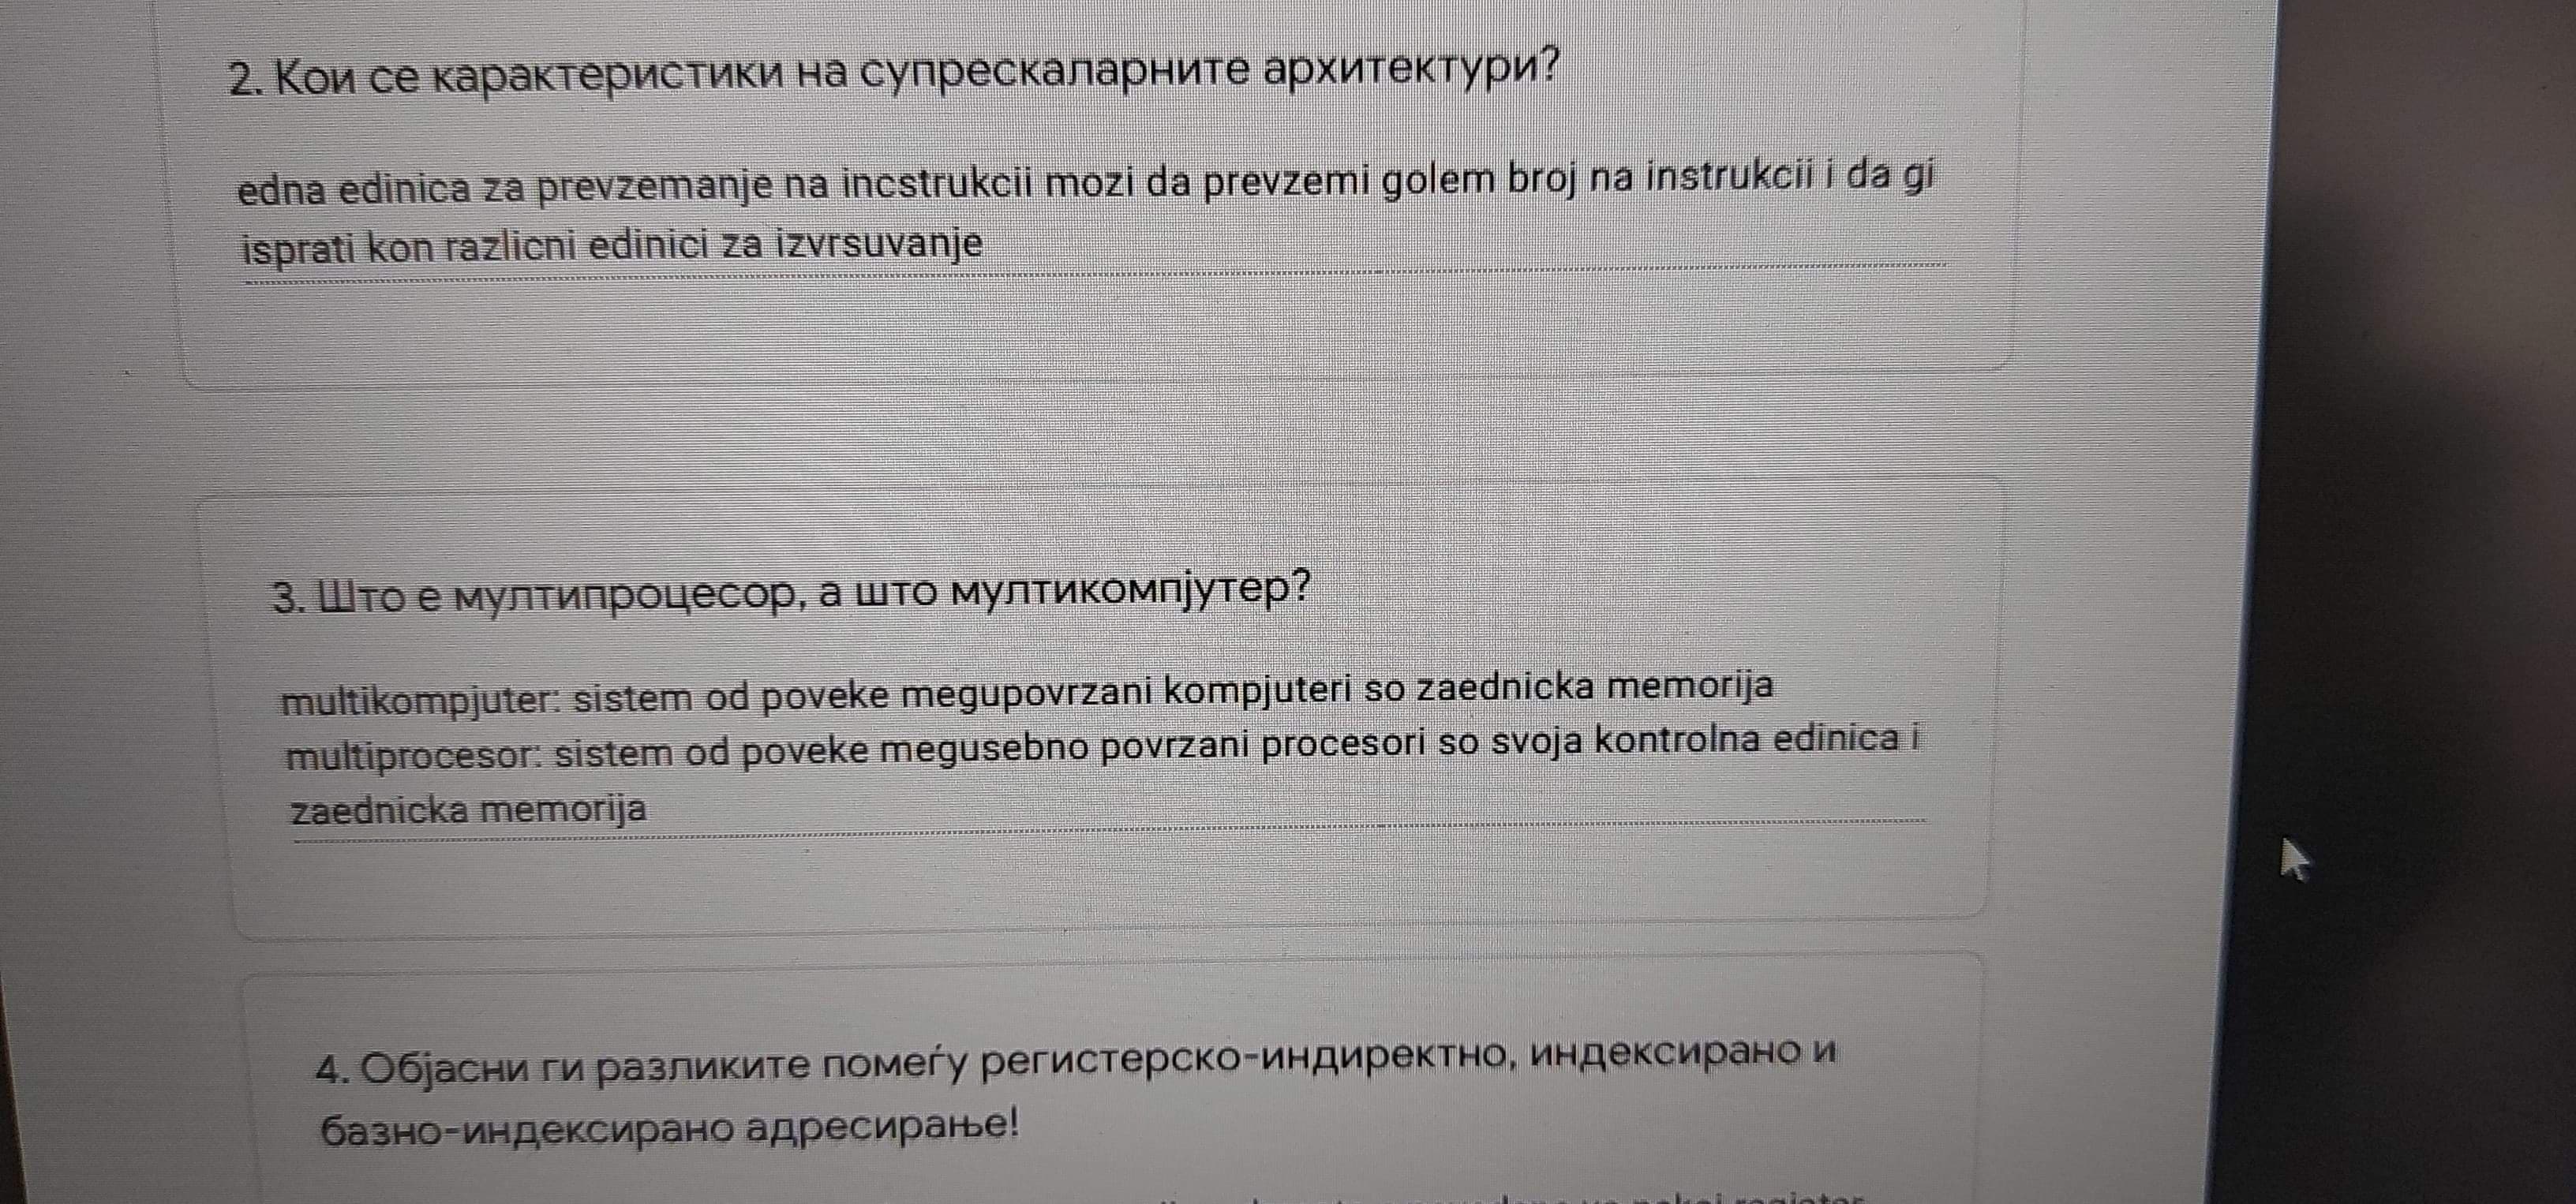 2. Кои се карактеристики на супрескаларните архитектури?
edna edinica za prevzemanje na incstrukcii mozi da prevzemi golem broj na instrukcii i da gi
isprati kon razlicni edinici za izvrsuvanje
3. Што е мултипроцесор, а што мултикомпјутер?
multikompjuter: sistem od poveke megupovrzani kompjuteri so zaednicka memorija
multiprocesor: sistem od poveke megusebno povrzani procesori so svoja kontrolna edinica i
zaednicka memorija
4. Објасни ги разликите помеѓу регистерско-индиректно, индексирано и
базно-индексирано адресирање!